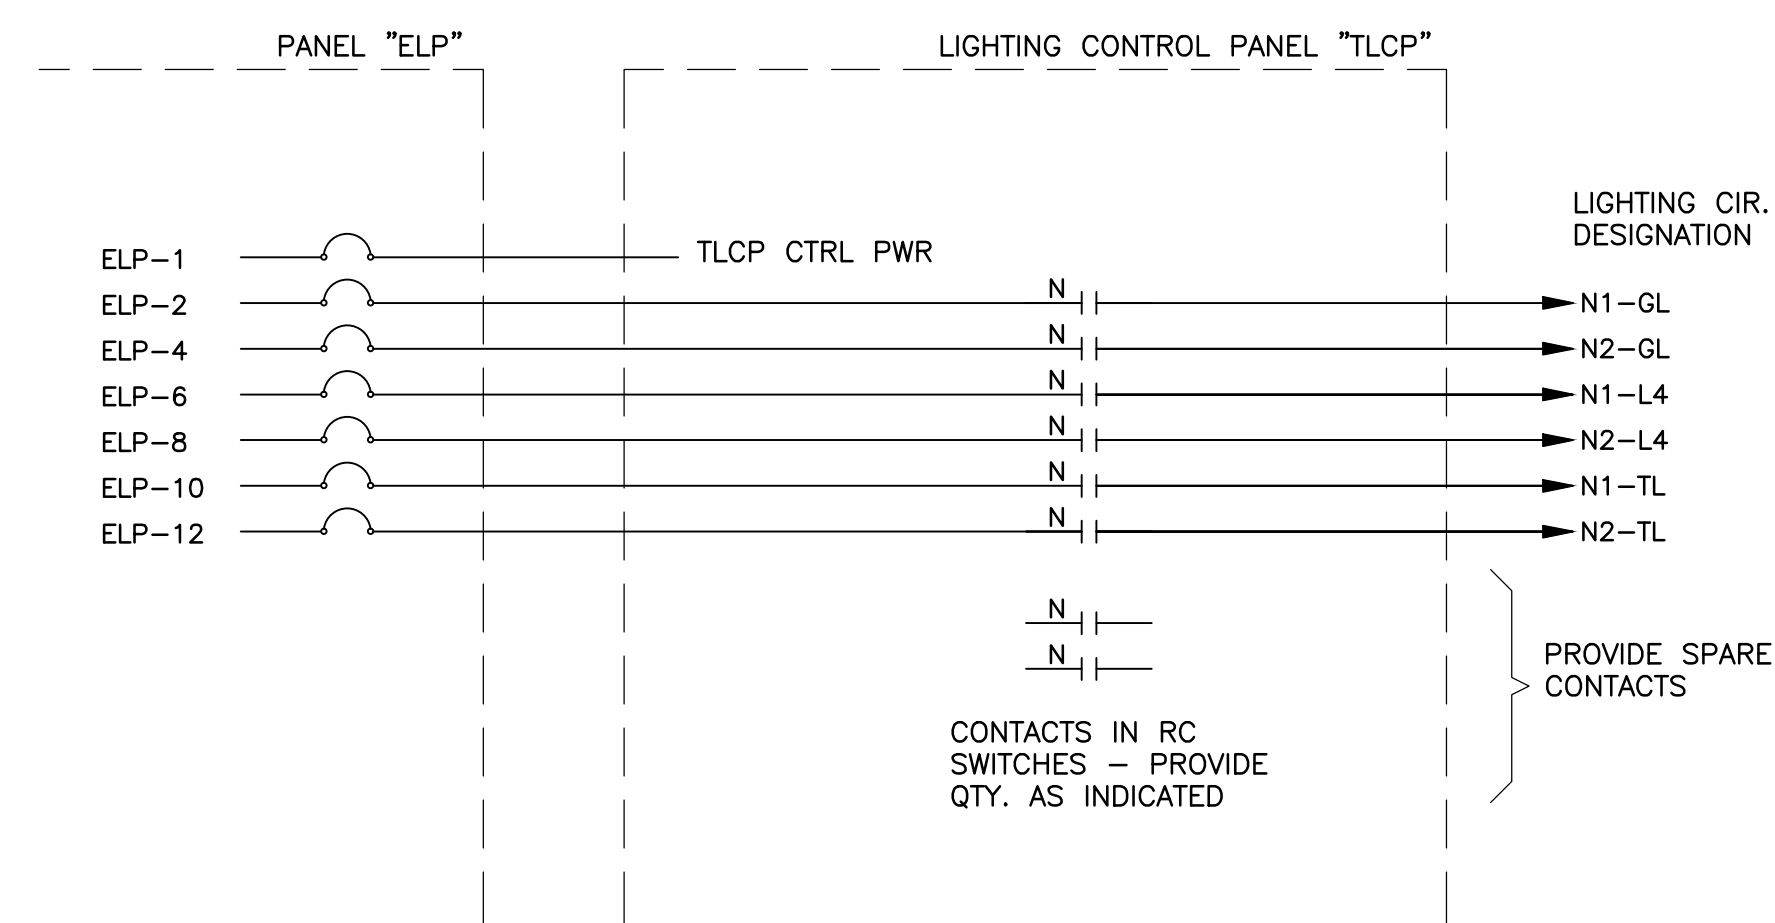 PANEL "ELP"
LIGHTING CONTROL PANEL "TLCP"
LIGHTING CIR.
DESIGNATION
ELP-1 TLCP CTRL PWR
ELP-2 N N1-GL
ELP-4 N N2-GL
ELP-6 N N1-L4
ELP-8 N N2-L4
ELP-10 N N1-TL
ELP-12 N N2-TL
N
N
PROVIDE SPARE
CONTACTS
CONTACTS IN RC
SWITCHES - PROVIDE
QTY. AS INDICATED